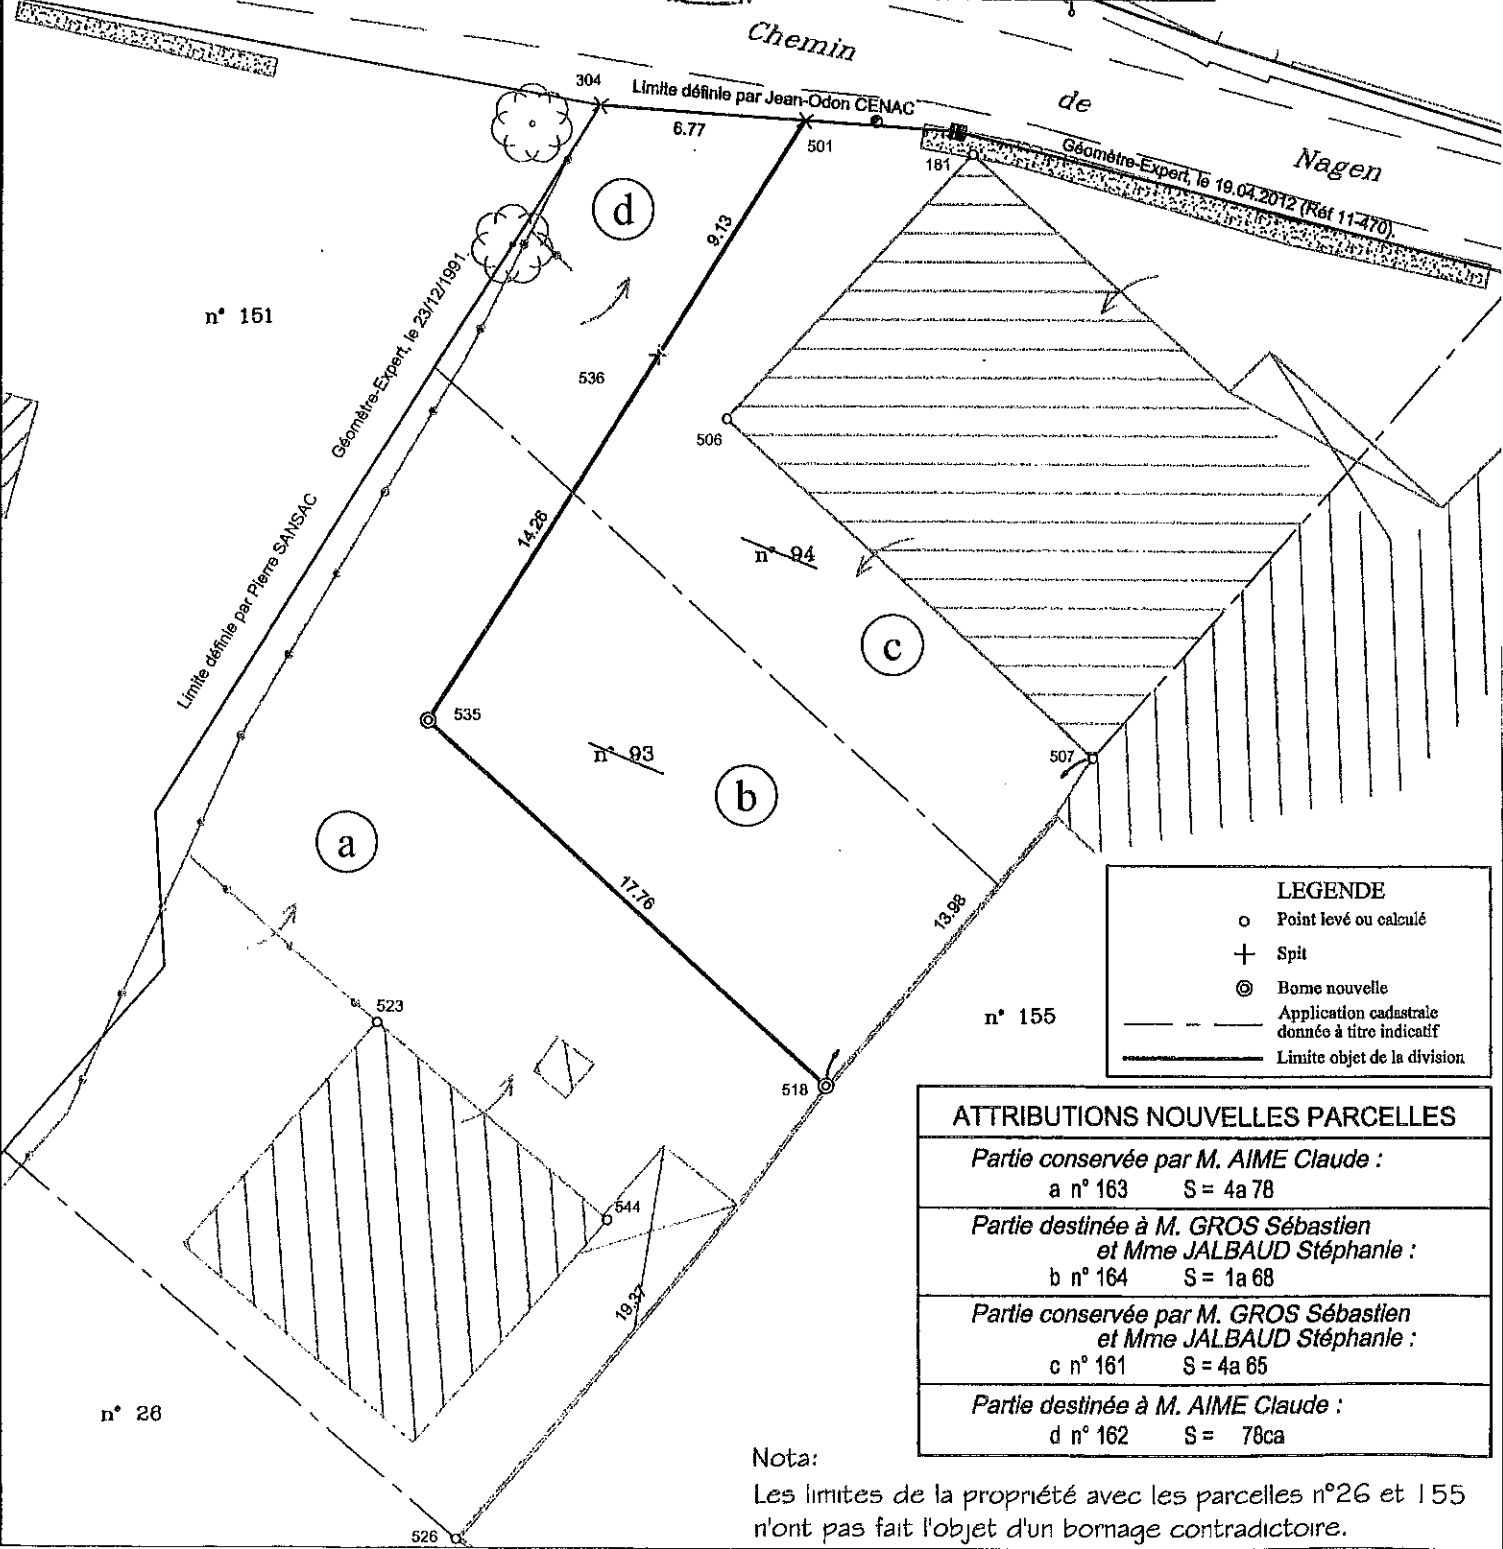 Chemin
de
Nagen
304
Limite définie par Jean-Odon CENAC
6.77
501
161
Géomètre-Expert, le 19.04.2012 (Réf 11-470).
d
9.13
n° 151
Géomètre-Expert, le 23/12/1991
536
506
14.26
n° 94
Limite définie par Pierre SANSAC
c
535
n° 93
507
b
a
17.76
13.98
LEGENDE
Point levé ou calculé
Spit
Borne nouvelle
Application cadastrale
donnée à titre indicatif
Limite objet de la division
523
n° 155
518
ATTRIBUTIONS NOUVELLES PARCELLES
Partie conservée par M. AIME Claude :
a n° 163 S = 4a 78
Partie destinée à M. GROS Sébastien
et Mme JALBAUD Stéphanie :
b n° 164 S = 1a 68
Partie conservée par M. GROS Sébastien
et Mme JALBAUD Stéphanie :
c n° 161 S = 4a 65
Partie destinée à M. AIME Claude :
d n° 162 S = 78ca
544
19.37
n° 26
Nota:
Les limites de la propriété avec les parcelles n°26 et 155
n'ont pas fait l'objet d'un bornage contradictoire.
526